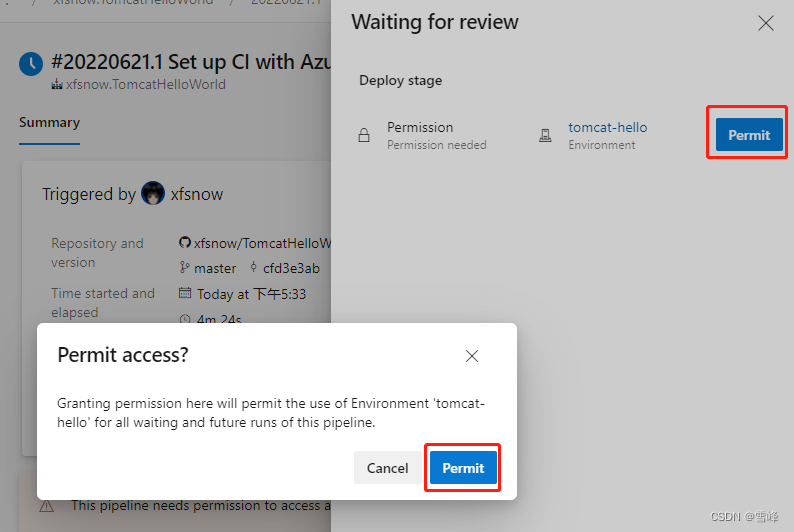 xfsnow.TomcatHelloWorld / 20220621.1
#20220621.1 Set up CI with Azu
xfsnow.TomcatHelloWorld
Summary
Triggered by xfsnow
Repository and version
xfsnow/TomcatHelloW
master cfd3e3ab
Time started and elapsed
Today at 下午5:33
4m 24s
This pipeline needs permission to access a
Waiting for review
Deploy stage
Permission
Permission needed
tomcat-hello
Environment
Permit
Permit access?
Granting permission here will permit the use of Environment 'tomcat-
hello' for all waiting and future runs of this pipeline.
Cancel
Permit
CSDN @雪峰